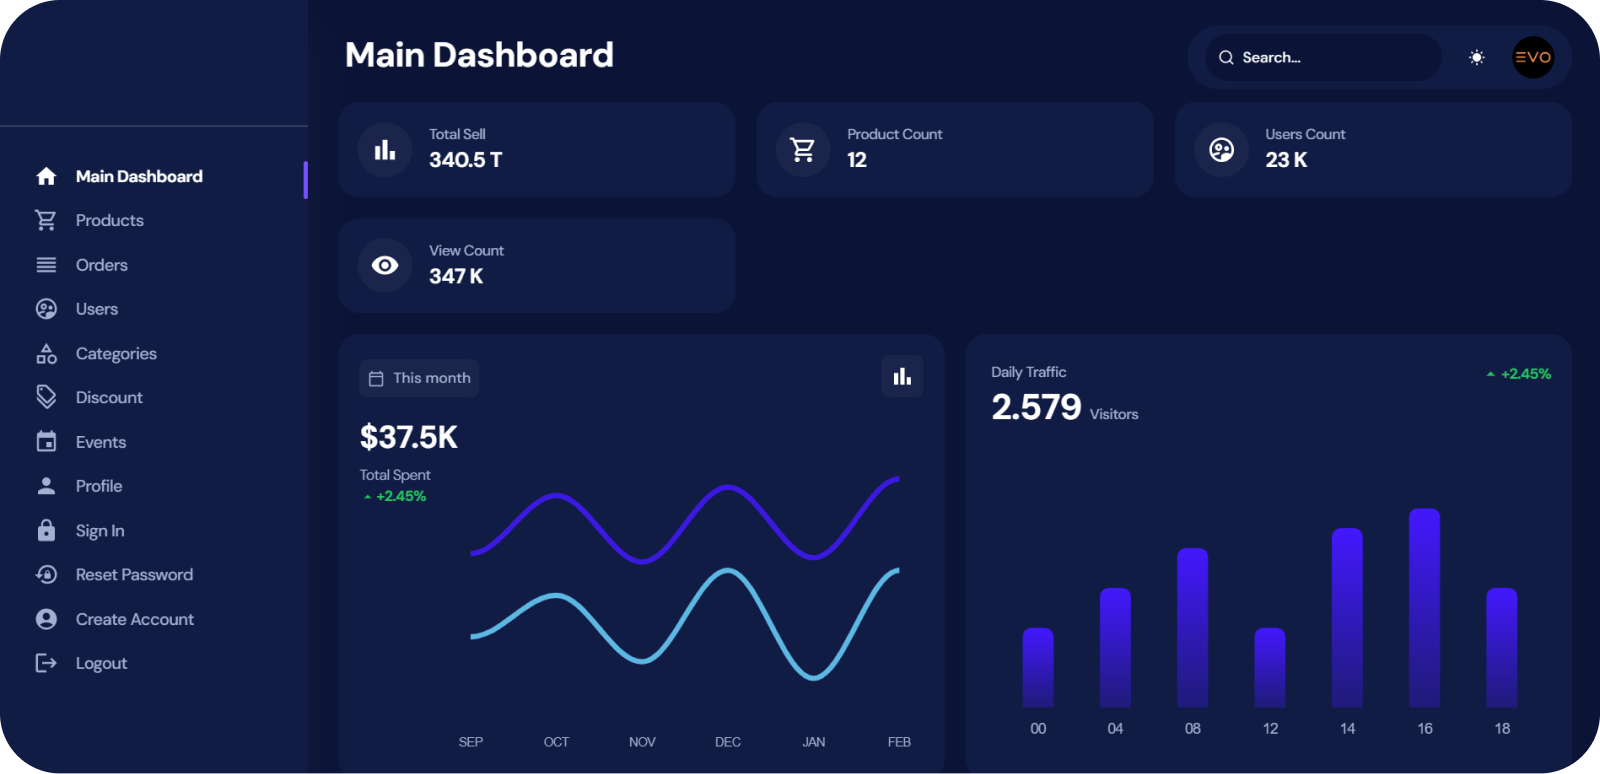 Main Dashboard
Search...
EVO
Main Dashboard
Products
Orders
Users
Categories
Discount
Events
Profile
Sign In
Reset Password
Create Account
Logout
Total Sell
340.5 T
Product Count
12
Users Count
23 K
View Count
347 K
This month
$37.5K
Total Spent
+2.45%
SEP OCT NOV DEC JAN FEB
Daily Traffic
+2.45%
2.579 Visitors
00 04 08 12 14 16 18